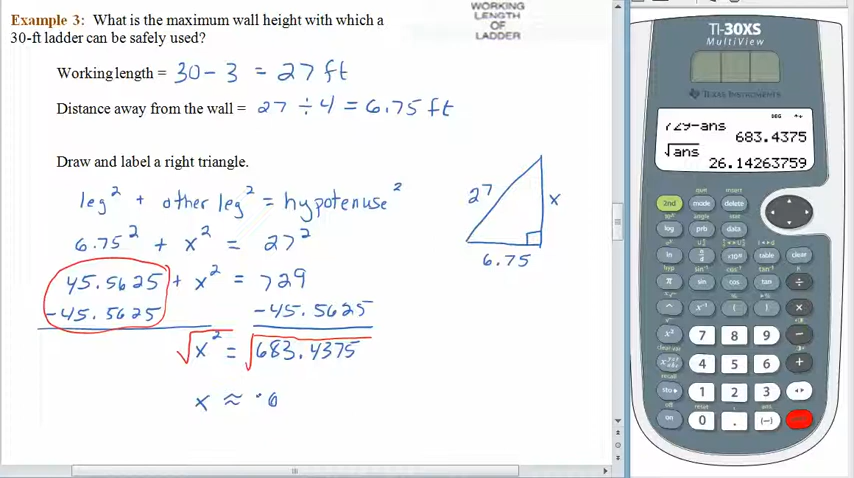 Example 3: What is the maximum wall height with which a
30-ft ladder can be safely used?
WORKING
LENGTH
OF
LADDER
Working length = 30 - 3 = 27 ft
Distance away from the wall = 27 ÷ 4 = 6.75 ft
Draw and label a right triangle.
leg² + other leg² = hypotenuse²
6.75² + x² = 27²
45.5625 + x² = 729
-45.5625 -45.5625
√x² = √683.4375
x ≈
27
x
6.75
TI-30XS
MultiView
TEXAS INSTRUMENTS
DEG
729-ans
683.4375
√ans
26.14263759
2nd mode delete
log prb data
ln n/d ×10ⁿ table clear
π sin cos tan ÷
^ x⁻¹ ( ) ×
x² 7 8 9 −
4 5 6 +
sto▸ 1 2 3
on 0 . (−)